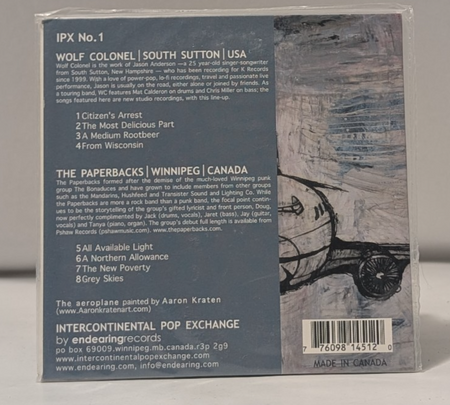 IPX No.1
WOLF COLONEL | SOUTH SUTTON | USA
Wolf Colonel is the work of Jason Anderson —a 23 year-old singer-songwriter
from South Sutton, New Hampshire — who has been recording for K Records
since 1999. With a love of power-pop, lo-fi recordings, travel and passionate live
performance, Jason is usually on the road, either alone or joined by friends. As
a touring band, WC features Mat Calderon on drums and Chris Miller on bass; the
songs featured here are new studio recordings, with this line-up.
1 Citizen's Arrest
2 The Most Delicious Part
3 A Medium Rootbeer
4 From Wisconsin
THE PAPERBACKS | WINNIPEG | CANADA
The Paperbacks formed after the demise of the much-loved Winnipeg punk
group The Bonaduces and have grown to include members from other groups
such as the Mandarins, Hushfeed and Transistor Sound and Lighting Co. While
the Paperbacks are more a rock band than a punk band, the focal point contin-
ues to be the storytelling of the group's gifted lyricist and front person, Doug,
now perfectly complimented by Jack (drums, vocals), Jaret (bass), Jay (guitar,
vocals) and Tanya (piano, organ). The group's debut full length is available from
Pshaw Records (pshawmusic.com). www.thepaperbacks.com.
5 All Available Light
6 A Northern Allowance
7 The New Poverty
8 Grey Skies
The aeroplane painted by Aaron Kraten
(www.Aaronkratenart.com)
INTERCONTINENTAL POP EXCHANGE
by endearingrecords
po box 69009.winnipeg.mb.canada.r3p 2g9
www.intercontinentalpopexchange.com
www.endearing.com, info@endearing.com
7 76098 14512 0
MADE IN CANADA